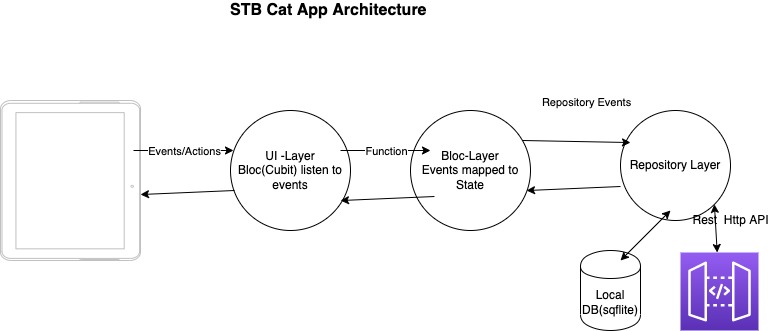 STB Cat App Architecture
Repository Events
Events/Actions
UI -Layer
Bloc(Cubit) listen to
events
Function
Bloc-Layer
Events mapped to
State
Repository Layer
Rest Http API
</>
Local
DB(sqflite)